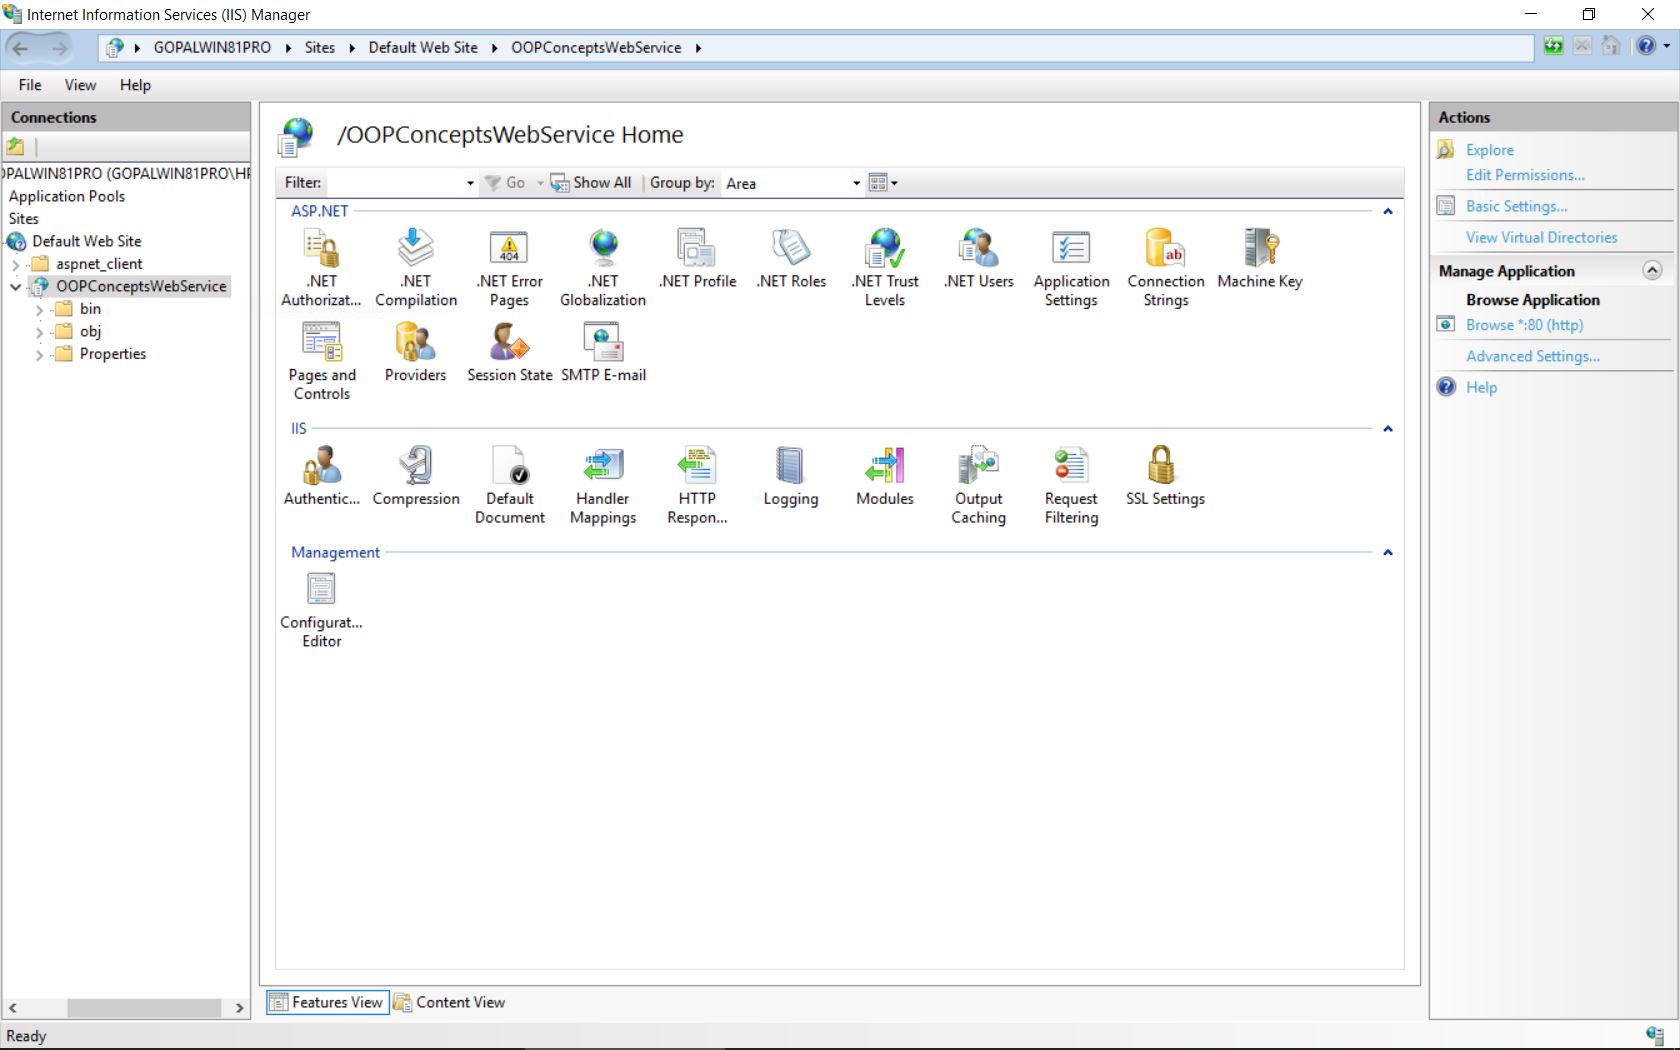 Internet Information Services (IIS) Manager
GOPALWIN81PRO Sites Default Web Site OOPConceptsWebService
File View Help
Connections
OPALWIN81PRO (GOPALWIN81PRO\HP
Application Pools
Sites
Default Web Site
aspnet_client
OOPConceptsWebService
bin
obj
Properties
/OOPConceptsWebService Home
Filter: Go Show All Group by: Area
ASP.NET
.NET Authorizat...
.NET Compilation
.NET Error Pages
404
.NET Globalization
.NET Profile
.NET Roles
.NET Trust Levels
.NET Users
Application Settings
ab
Connection Strings
Machine Key
Pages and Controls
Providers
Session State
SMTP E-mail
IIS
Authentic...
Compression
Default Document
Handler Mappings
HTTP Respon...
Logging
Modules
Output Caching
Request Filtering
SSL Settings
Management
Configurat... Editor
Features View Content View
Actions
Explore
Edit Permissions...
Basic Settings...
View Virtual Directories
Manage Application
Browse Application
Browse *:80 (http)
Advanced Settings...
Help
Ready